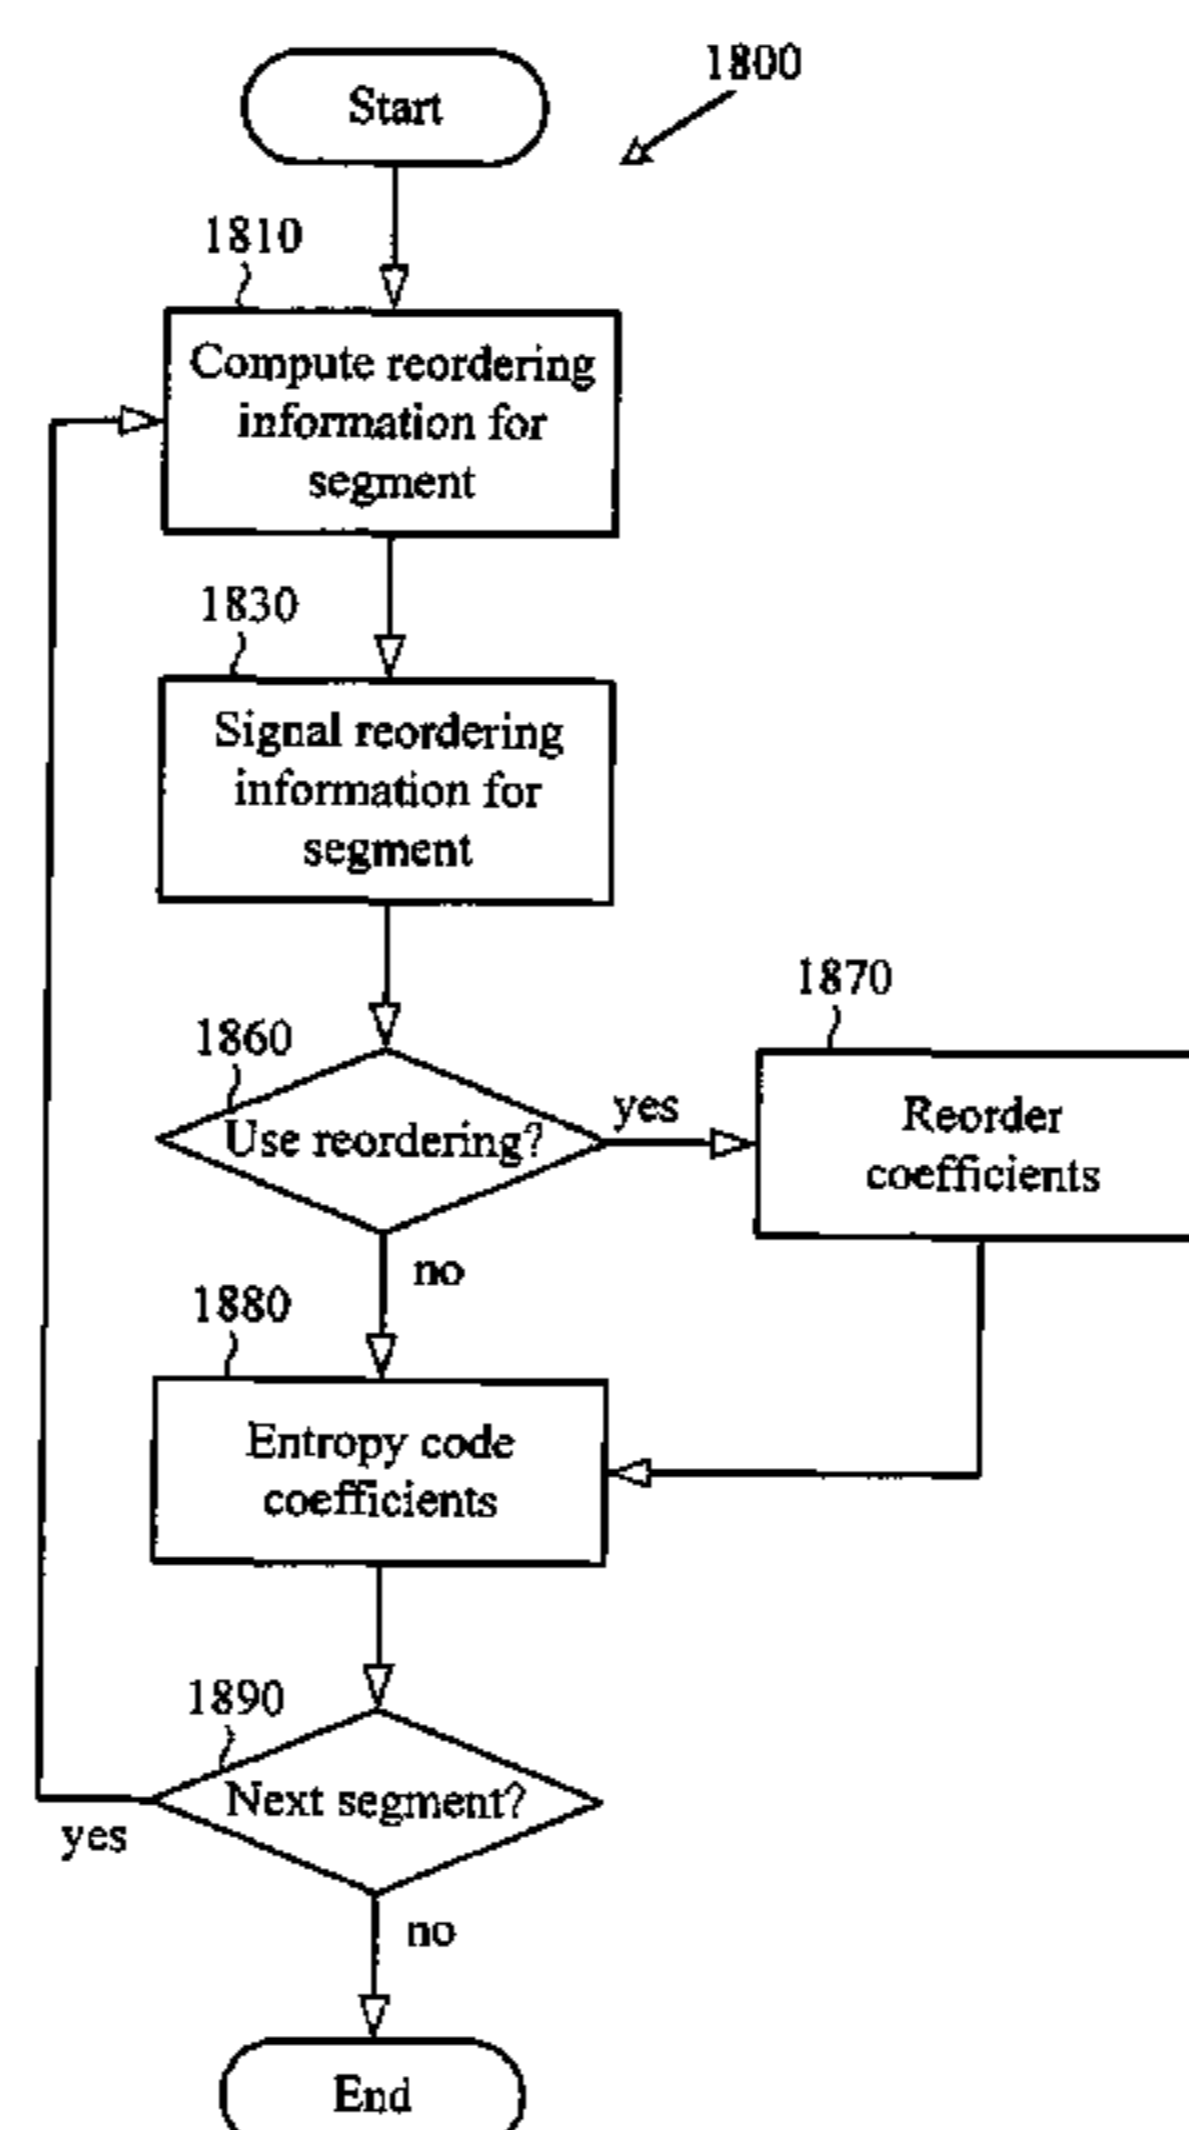 Start
1800
1810
Compute reordering
information for
segment
1830
Signal reordering
information for
segment
1860
Use reordering?
yes
1870
Reorder
coefficients
no
1880
Entropy code
coefficients
1890
Next segment?
yes
no
End